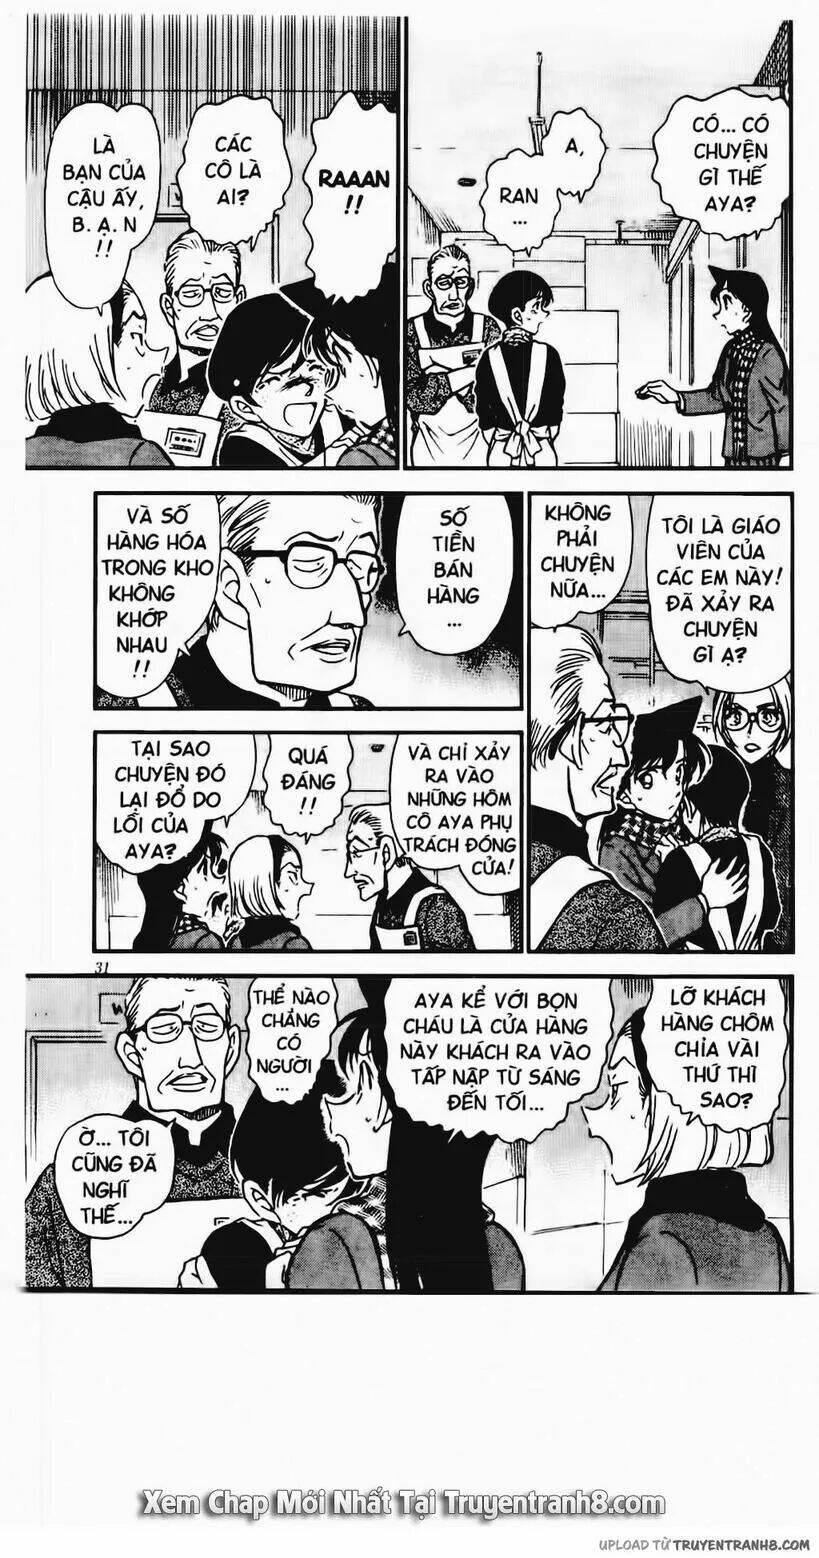 CÓ... CÓ
CHUYỆN
GÌ THẾ
AYA?
A,
RAN
...
RAAAN
!!
CÁC
CÔ LÀ
AI?
LÀ
BẠN CỦA
CẬU ẤY,
B. Ạ. N
!!
TÔI LÀ GIÁO
VIÊN CỦA
CÁC EM NÀY!
ĐÃ XẢY RA
CHUYỆN
GÌ Ạ?
KHÔNG
PHẢI
CHUYỆN
NỮA...
SỐ
TIỀN
BÁN
HÀNG
...
VÀ SỐ
HÀNG HÓA
TRONG KHO
KHÔNG
KHỚP
NHAU
!!
VÀ CHỈ XẢY
RA VÀO
NHỮNG HÔM
CÔ AYA PHỤ
TRÁCH ĐÓNG
CỬA!
QUÁ
ĐÁNG
!!
TẠI SAO
CHUYỆN ĐÓ
LẠI ĐỔ DO
LỖI CỦA
AYA?
31
LỠ KHÁCH
HÀNG CHÔM
CHỈA VÀI
THỨ THÌ
SAO?
AYA KỂ VỚI BỌN
CHÁU LÀ CỬA HÀNG
NÀY KHÁCH RA VÀO
TẤP NẬP TỪ SÁNG
ĐẾN TỐI...
THỂ NÀO
CHẲNG
CÓ
NGƯỜI
...
Ờ... TÔI
CŨNG ĐÃ
NGHĨ
THẾ...
Xem Chap Mới Nhất Tại Truyentranh8.com
UPLOAD TỪ TRUYENTRANH8.COM